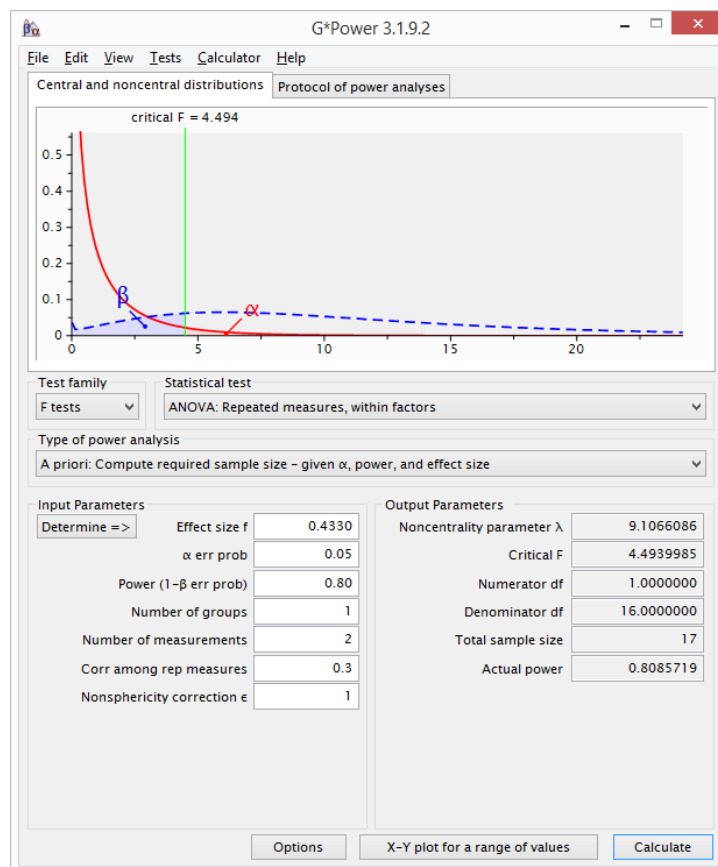 βα G*Power 3.1.9.2
File Edit View Tests Calculator Help
Central and noncentral distributions Protocol of power analyses
critical F = 4.494
0.5
0.4
0.3
0.2
0.1
0
β
α
0 5 10 15 20
Test family
F tests
Statistical test
ANOVA: Repeated measures, within factors
Type of power analysis
A priori: Compute required sample size – given α, power, and effect size
Input Parameters
Determine => Effect size f 0.4330
α err prob 0.05
Power (1–β err prob) 0.80
Number of groups 1
Number of measurements 2
Corr among rep measures 0.3
Nonsphericity correction ϵ 1
Output Parameters
Noncentrality parameter λ 9.1066086
Critical F 4.4939985
Numerator df 1.0000000
Denominator df 16.0000000
Total sample size 17
Actual power 0.8085719
Options X–Y plot for a range of values Calculate